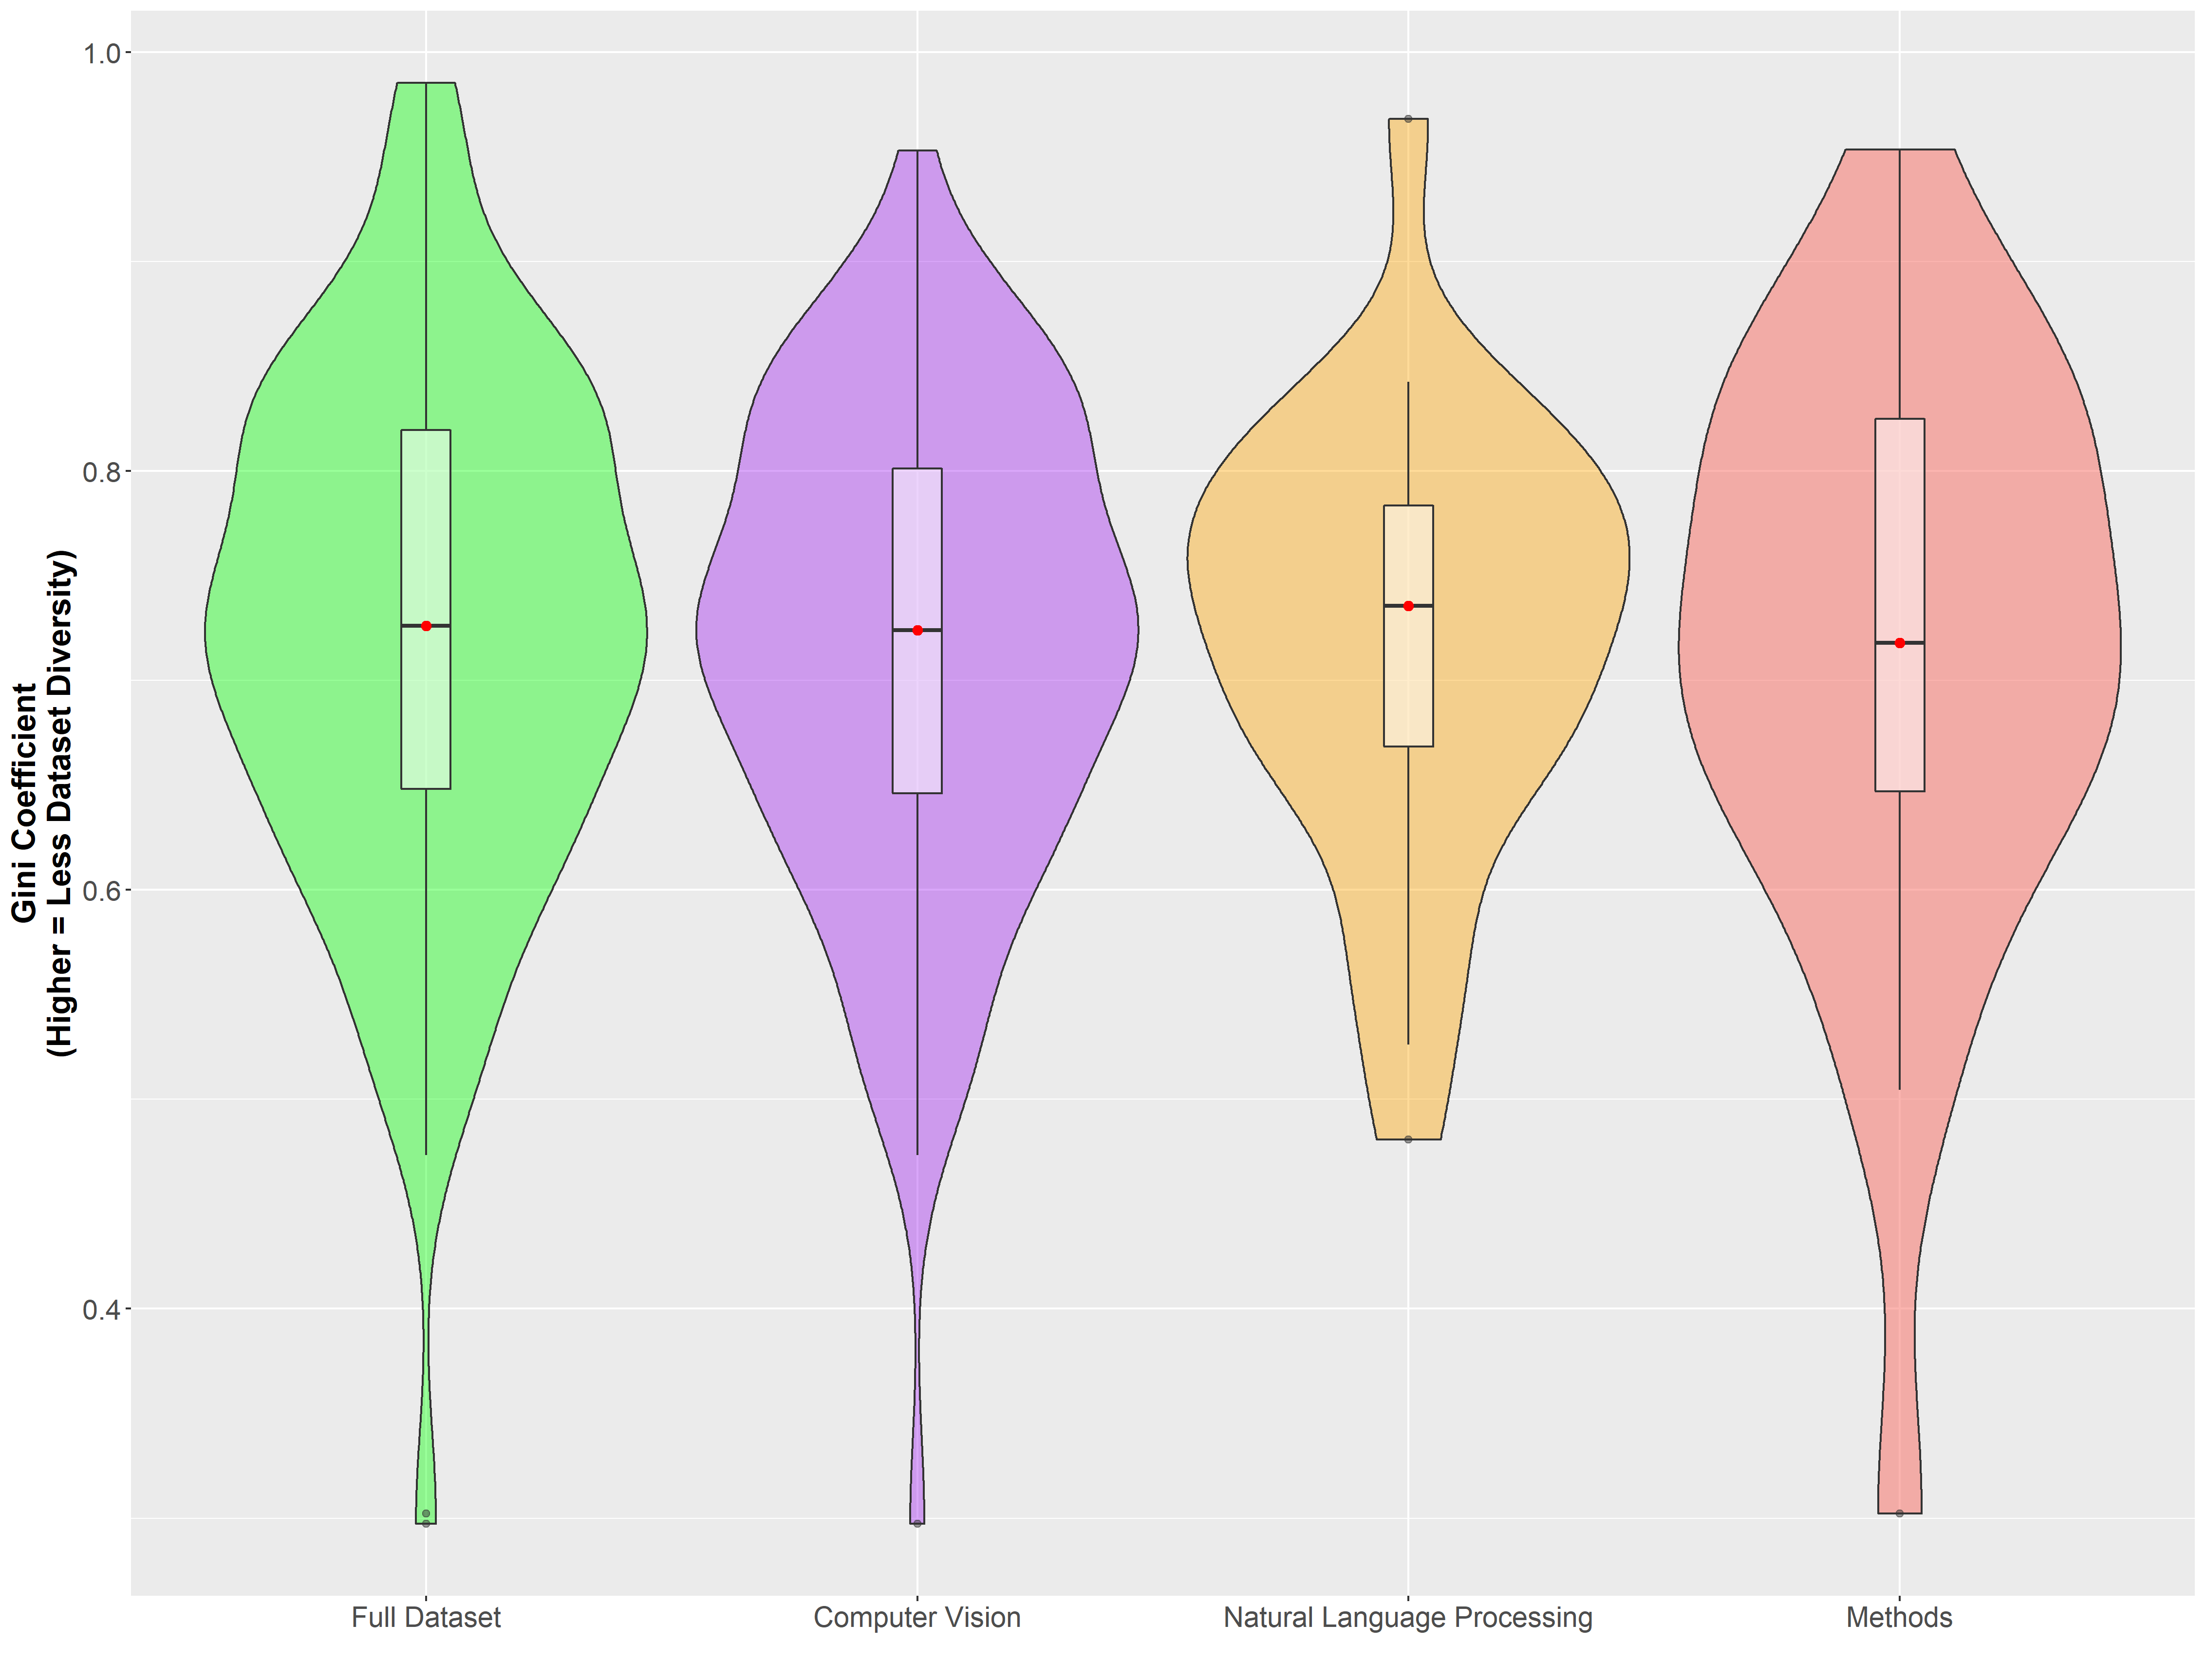 Gini Coefficient
(Higher = Less Dataset Diversity)
1.0
0.8
0.6
0.4
Full Dataset
Computer Vision
Natural Language Processing
Methods